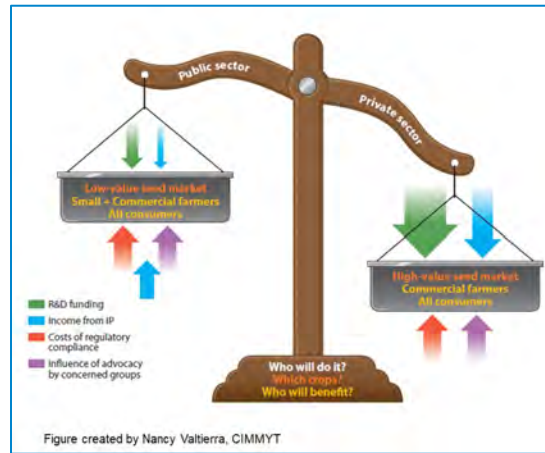 Public sector
Private sector
Low-value seed market
Small + Commercial farmers
All consumers
High-value seed market
Commercial farmers
All consumers
R&D funding
Income from IP
Costs of regulatory
compliance
Influence of advocacy
by concerned groups
Who will do it?
Which crops?
Who will benefit?
Figure created by Nancy Valtierra, CIMMYT